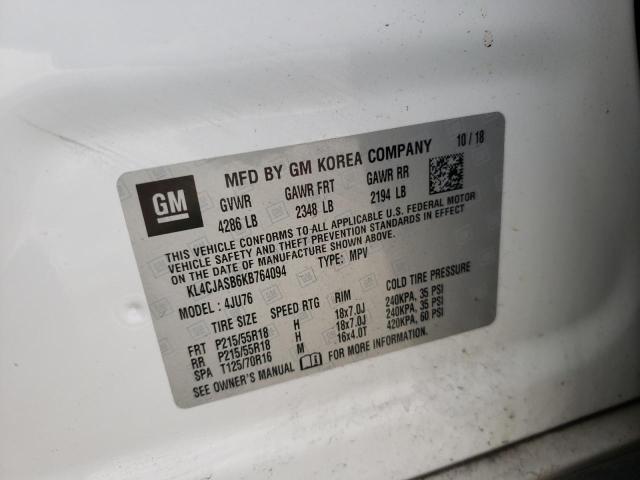 10 / 18
GM
MFD BY GM KOREA COMPANY
GVWR GAWR FRT GAWR RR
4286 LB 2348 LB 2194 LB
THIS VEHICLE CONFORMS TO ALL APPLICABLE U.S. FEDERAL MOTOR
VEHICLE SAFETY AND THEFT PREVENTION STANDARDS IN EFFECT
ON THE DATE OF MANUFACTURE SHOWN ABOVE.
KL4CJASB6KB764094 TYPE: MPV
MODEL : 4JU76
TIRE SIZE SPEED RTG RIM COLD TIRE PRESSURE
FRT P215/55R18 H 18x7.0J 240KPA, 35 PSI
RR P215/55R18 H 18x7.0J 240KPA, 35 PSI
SPA T125/70R16 M 16x4.0T 420KPA, 60 PSI
SEE OWNER'S MANUAL FOR MORE INFORMATION.